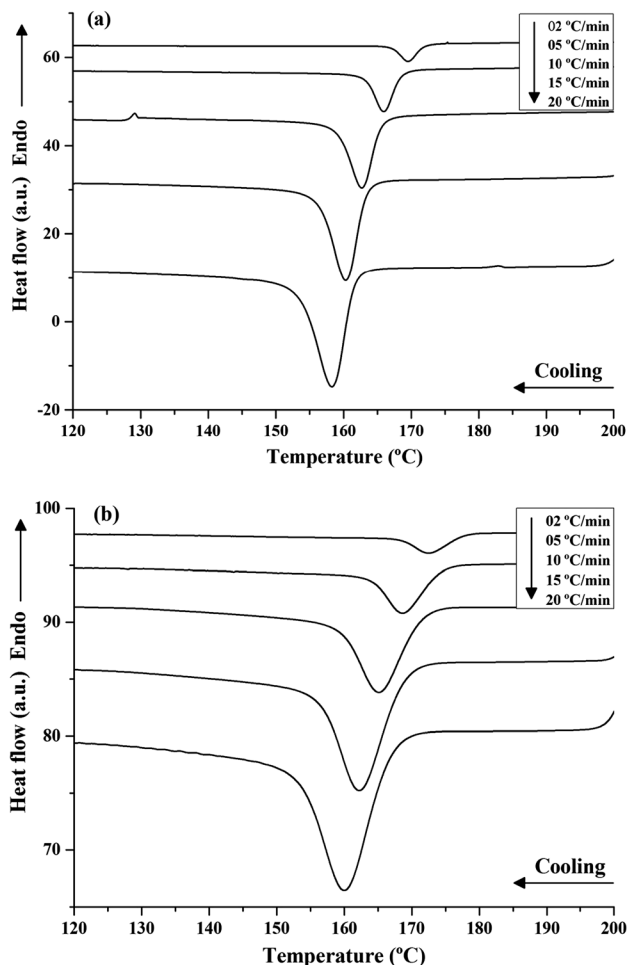 (a)
02 ºC/min
05 ºC/min
10 ºC/min
15 ºC/min
20 ºC/min
60
40
20
0
-20
Heat flow (a.u.) Endo
Cooling
120 130 140 150 160 170 180 190 200
Temperature (ºC)
(b)
02 ºC/min
05 ºC/min
10 ºC/min
15 ºC/min
20 ºC/min
100
90
80
70
Heat flow (a.u.) Endo
Cooling
120 130 140 150 160 170 180 190 200
Temperature (ºC)